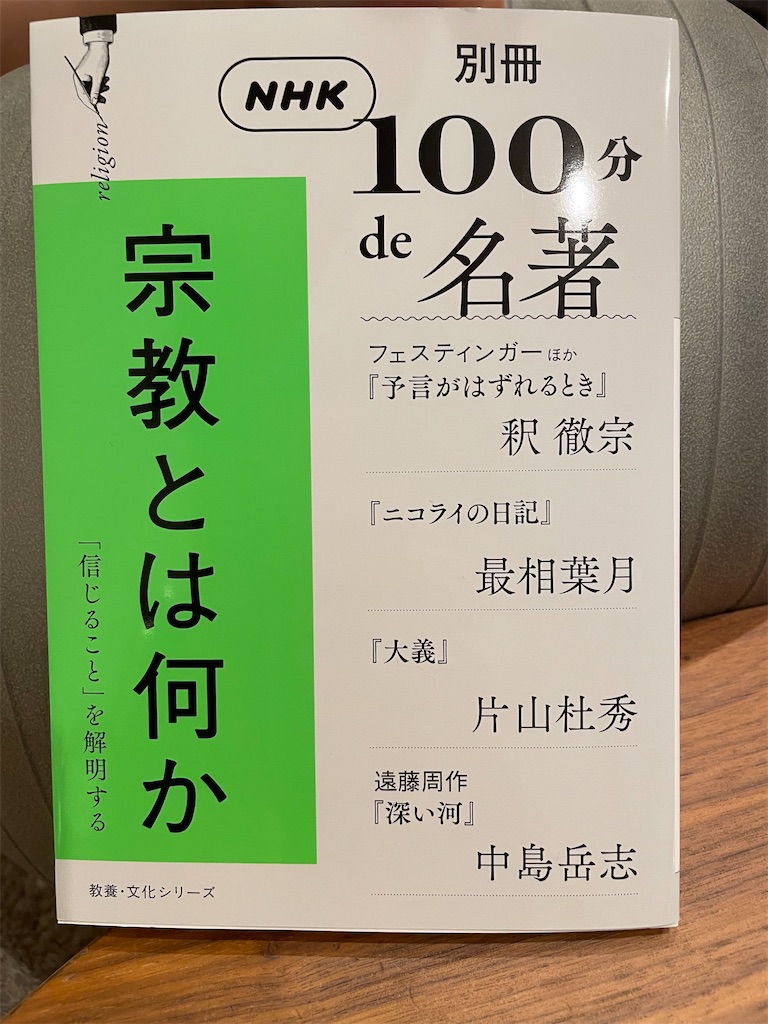 religion
NHK
別冊
100分
de 名著
宗教とは何か
「信じること」を解明する
フェスティンガー ほか
『予言がはずれるとき』
釈 徹宗
『ニコライの日記』
最相葉月
『大義』
片山杜秀
遠藤周作
『深い河』
中島岳志
教養・文化シリーズ